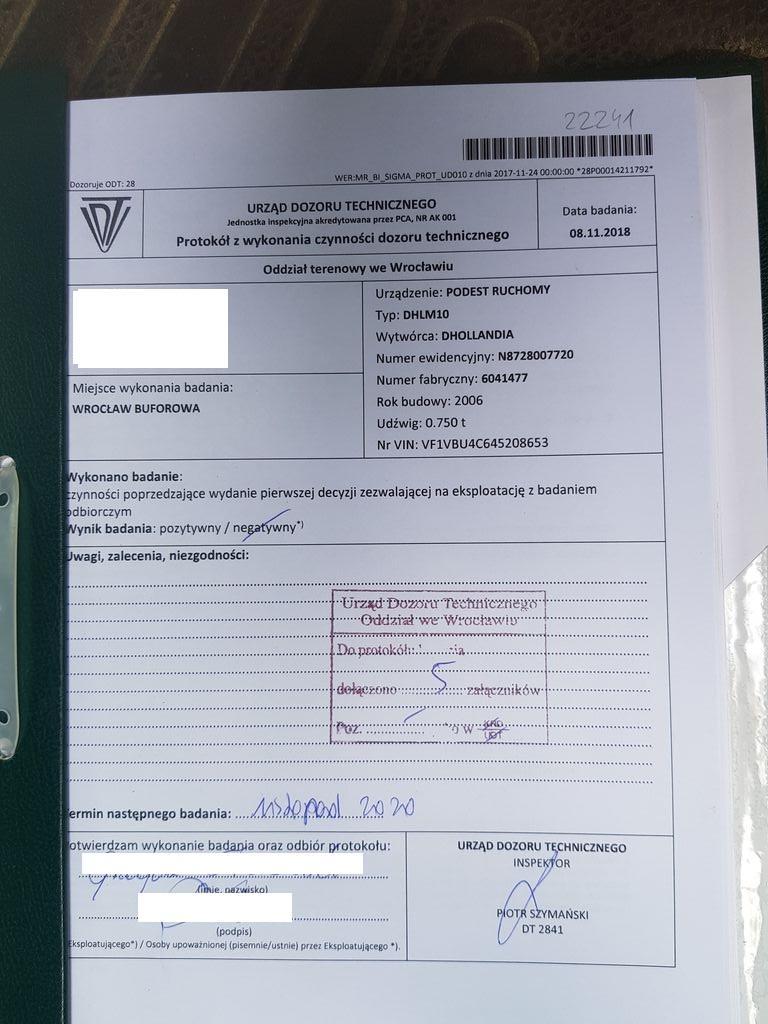 22241
WER:MR_BI_SIGMA_PROT_UD010 z dnia 2017-11-24 00:00:00 *28P00014211792*
Dozoruje ODT: 28
UDT
URZĄD DOZORU TECHNICZNEGO
Jednostka inspekcyjna akredytowana przez PCA, NR AK 001
Protokół z wykonania czynności dozoru technicznego
Data badania:
08.11.2018
Oddział terenowy we Wrocławiu
Miejsce wykonania badania:
WROCŁAW BUFOROWA
Urządzenie: PODEST RUCHOMY
Typ: DHLM10
Wytwórca: DHOLLANDIA
Numer ewidencyjny: N8728007720
Numer fabryczny: 6041477
Rok budowy: 2006
Udźwig: 0.750 t
Nr VIN: VF1VBU4C645208653
Wykonano badanie:
czynności poprzedzające wydanie pierwszej decyzji zezwalającej na eksploatację z badaniem
odbiorczym
Wynik badania: pozytywny / negatywny*)
Uwagi, zalecenia, niezgodności:
Urząd Dozoru Technicznego
Oddział we Wrocławiu
Do protokół
dołączono 5 załączników
Poz. *) w KRO
UDT
ermin następnego badania: listopad 2020
otwierdzam wykonanie badania oraz odbiór protokołu:
(imię, nazwisko)
(podpis)
Eksploatującego*) / Osoby upoważnionej (pisemnie/ustnie) przez Eksploatującego *).
URZĄD DOZORU TECHNICZNEGO
INSPEKTOR
PIOTR SZYMAŃSKI
DT 2841